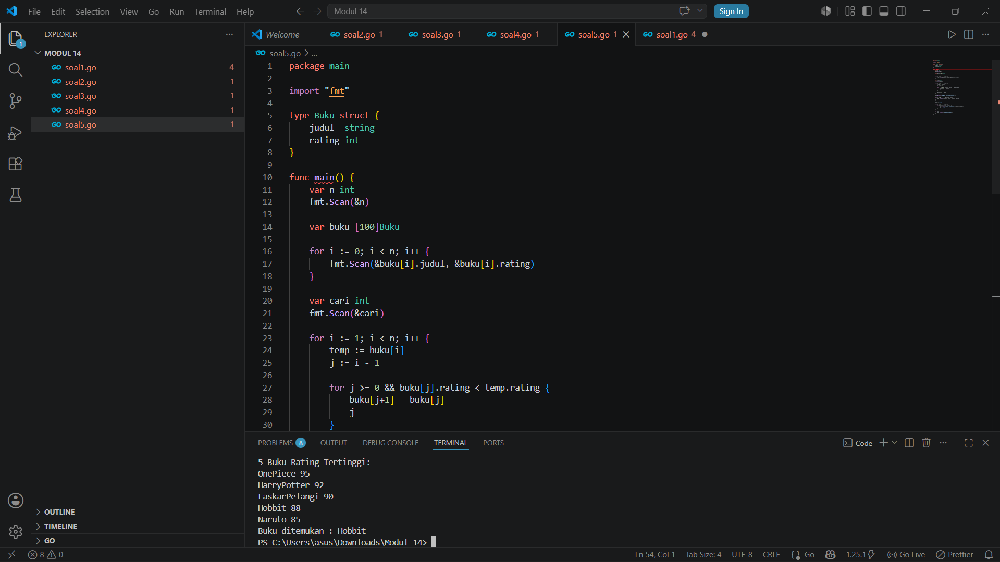 File Edit Selection View Go Run Terminal Help
Modul 14
Sign In
EXPLORER
MODUL 14
soal1.go 4
soal2.go 1
soal3.go 1
soal4.go 1
soal5.go 1
OUTLINE
TIMELINE
GO
Welcome
soal2.go 1
soal3.go 1
soal4.go 1
soal5.go 1
soal1.go 4
soal5.go > ...
1 package main
2
3 import "fmt"
4
5 type Buku struct {
6 judul  string
7 rating int
8 }
9
10 func main() {
11 var n int
12 fmt.Scan(&n)
13
14 var buku [100]Buku
15
16 for i := 0; i < n; i++ {
17 fmt.Scan(&buku[i].judul, &buku[i].rating)
18 }
19
20 var cari int
21 fmt.Scan(&cari)
22
23 for i := 1; i < n; i++ {
24 temp := buku[i]
25 j := i - 1
26
27 for j >= 0 && buku[j].rating < temp.rating {
28 buku[j+1] = buku[j]
29 j--
30 }
PROBLEMS 8 OUTPUT DEBUG CONSOLE TERMINAL PORTS
Code
5 Buku Rating Tertinggi:
OnePiece 95
HarryPotter 92
LaskarPelangi 90
Hobbit 88
Naruto 85
Buku ditemukan : Hobbit
PS C:\Users\asus\Downloads\Modul 14>
8 0
Ln 54, Col 1 Tab Size: 4 UTF-8 CRLF Go 1.25.1 Go Live Prettier